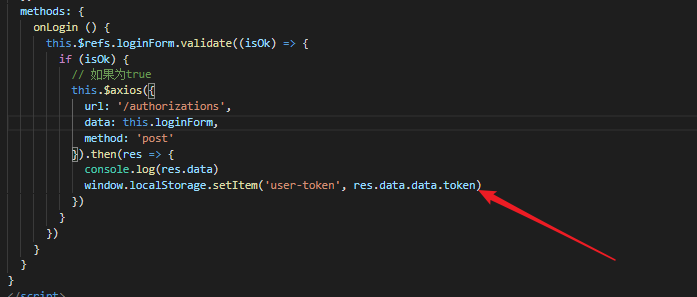 methods: {
onLogin () {
this.$refs.loginForm.validate((isOk) => {
if (isOk) {
// 如果为true
this.$axios({
url: '/authorizations',
data: this.loginForm,
method: 'post'
}).then(res => {
console.log(res.data)
window.localStorage.setItem('user-token', res.data.data.token)
})
}
})
}
}
}
</script>